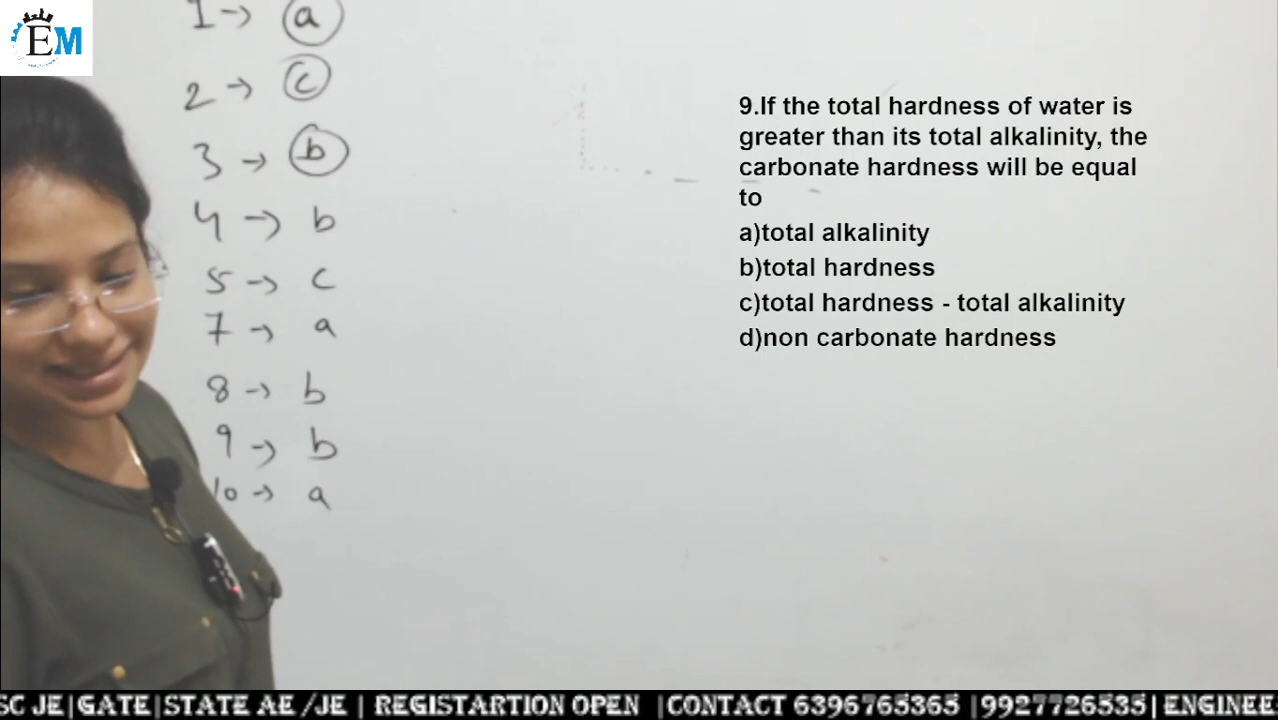 EM
1 -> a
2 -> c
3 -> b
4 -> b
5 -> c
7 -> a
8 -> b
9 -> b
10 -> a
9.If the total hardness of water is
greater than its total alkalinity, the
carbonate hardness will be equal
to
a)total alkalinity
b)total hardness
c)total hardness - total alkalinity
d)non carbonate hardness
SC JE|GATE|STATE AE /JE | REGISTARTION OPEN |CONTACT 6396765365 |9927726535| ENGINEE